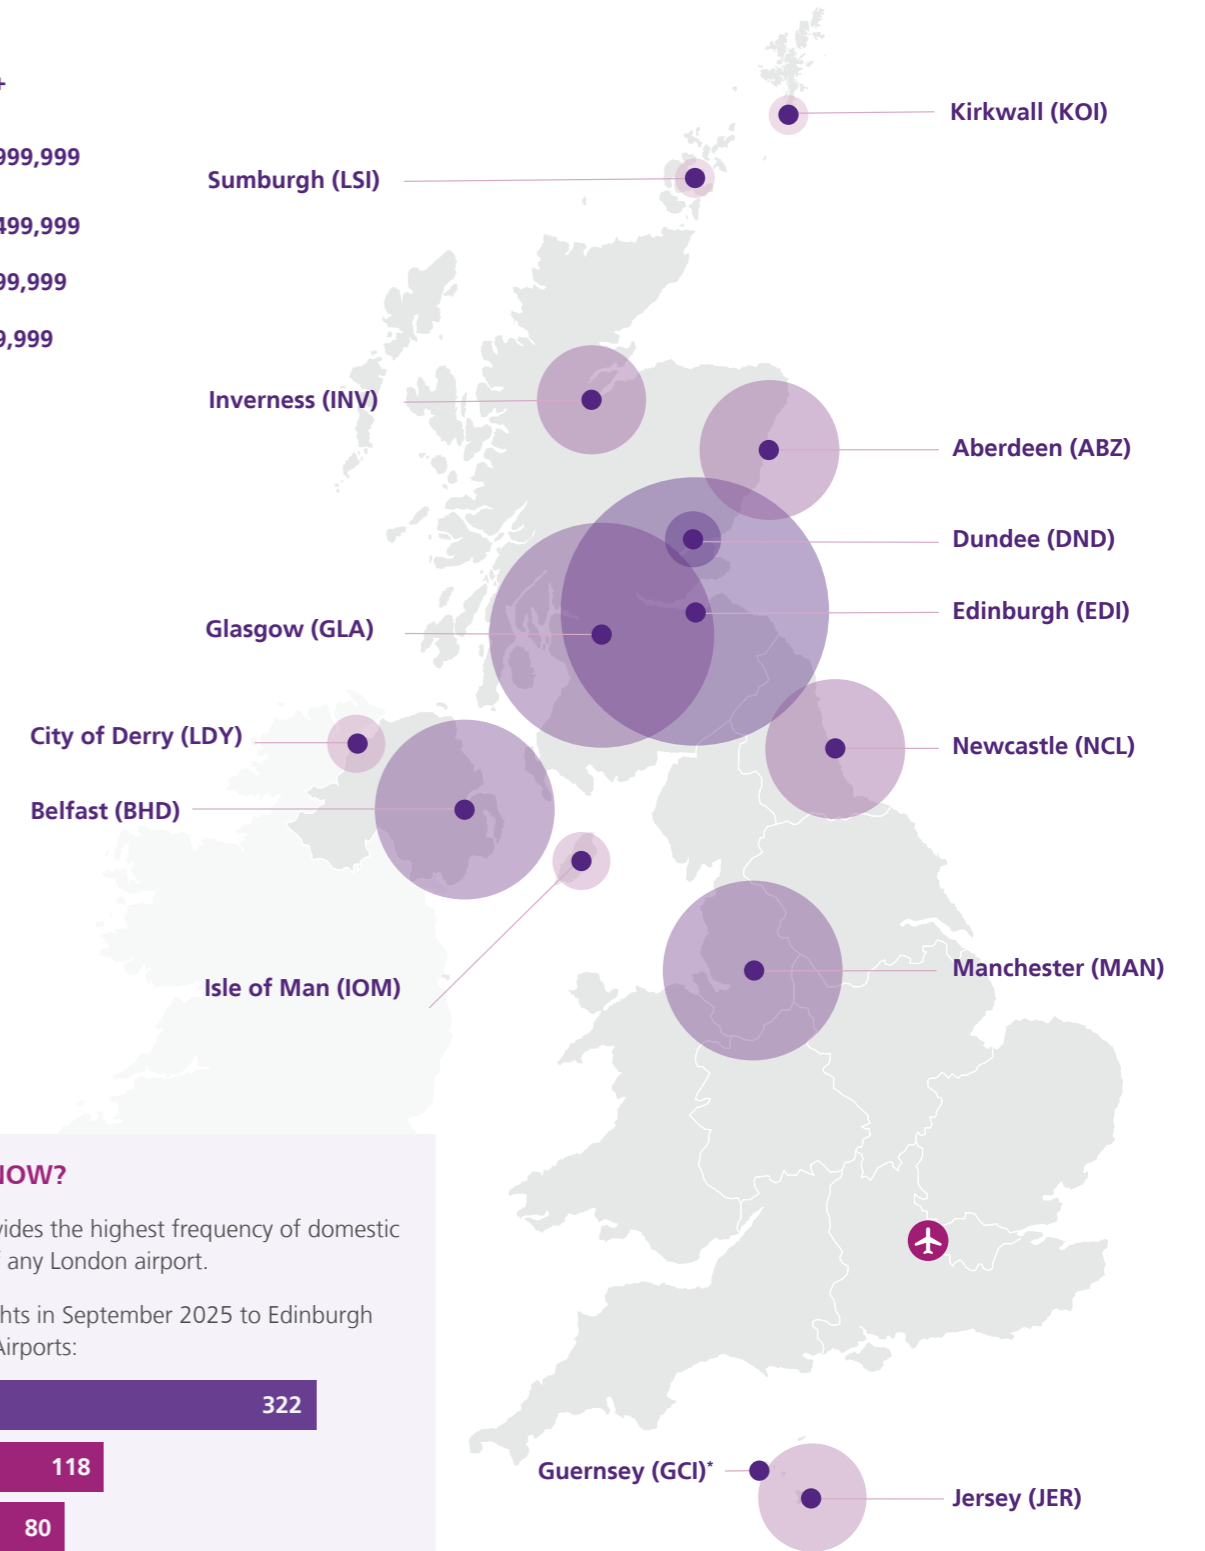 +
999,999
499,999
99,999
9,999
Kirkwall (KOI)
Sumburgh (LSI)
Inverness (INV)
Aberdeen (ABZ)
Dundee (DND)
Edinburgh (EDI)
Glasgow (GLA)
City of Derry (LDY)
Newcastle (NCL)
Belfast (BHD)
Manchester (MAN)
Isle of Man (IOM)
NOW?
vides the highest frequency of domestic
f any London airport.
hts in September 2025 to Edinburgh
Airports:
322
118
80
Guernsey (GCI)*
Jersey (JER)